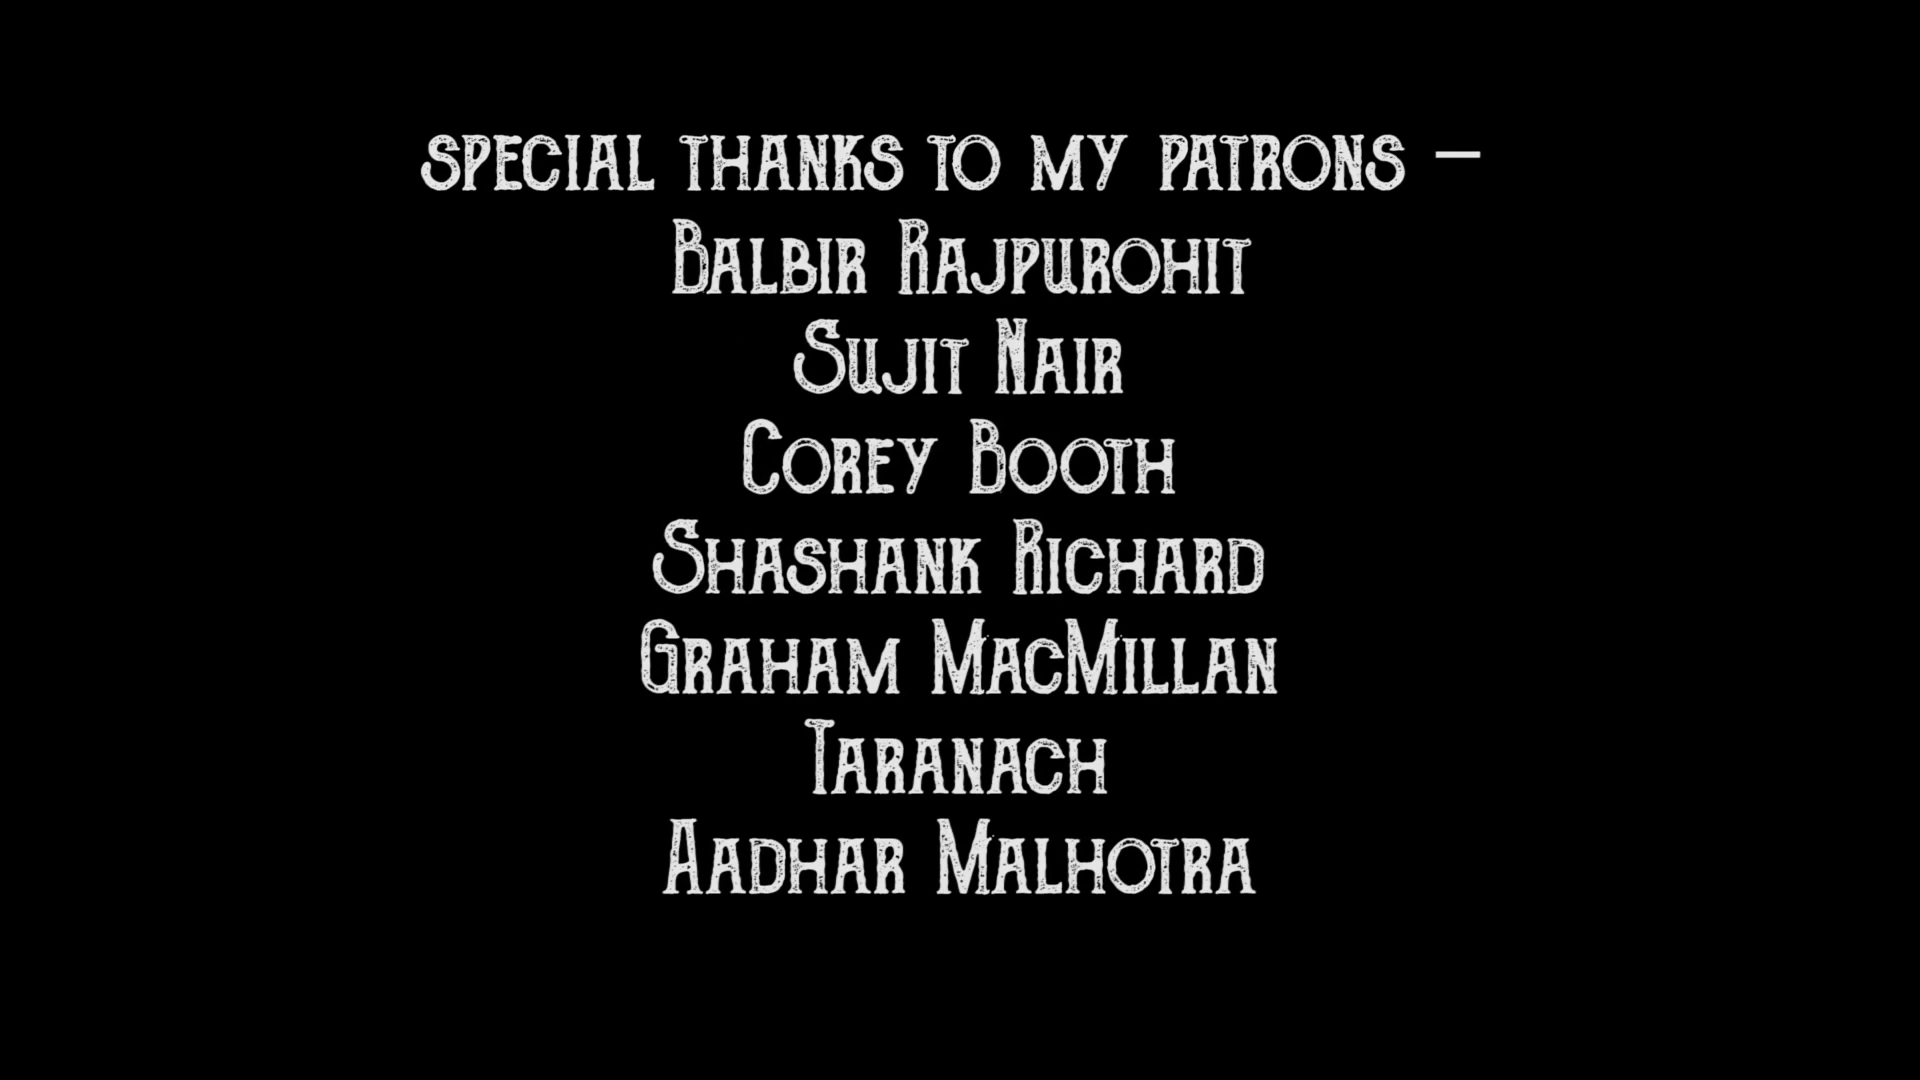 SPECIAL THANKS TO MY PATRONS –
Balbir Rajpurohit
Sujit Nair
Corey Booth
Shashank Richard
Graham MacMillan
Taranach
Aadhar Malhotra